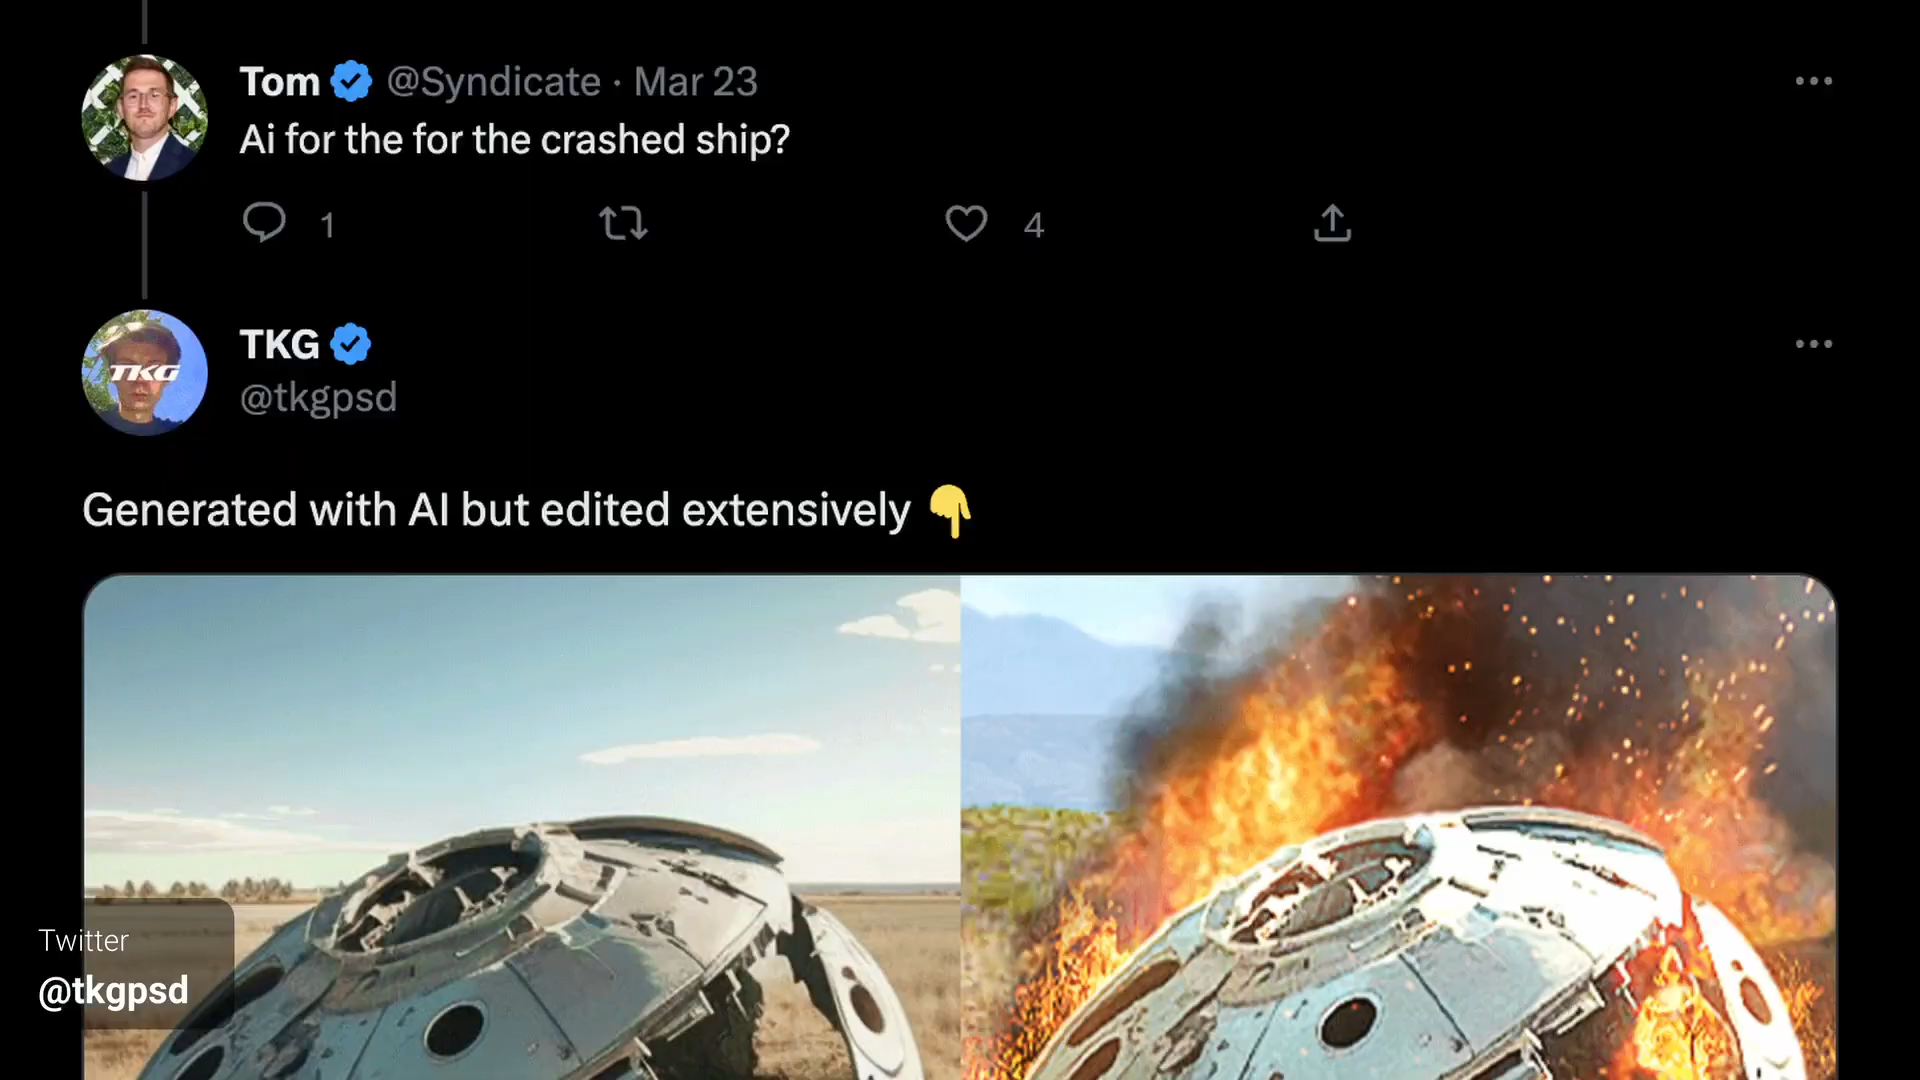 Tom @Syndicate · Mar 23
Ai for the for the crashed ship?
1 4
TKG
TKG
@tkgpsd
Generated with AI but edited extensively 👇
Twitter
@tkgpsd